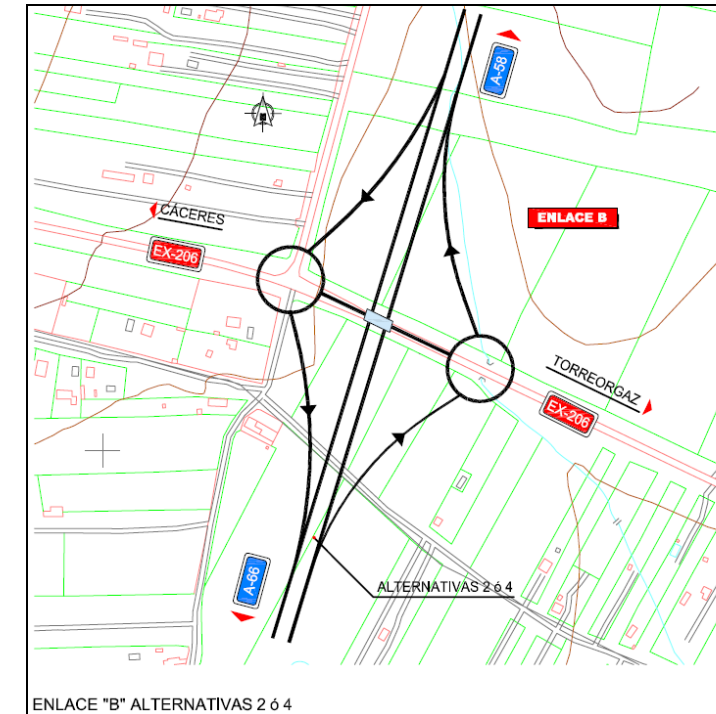 A-58
CÁCERES
ENLACE B
EX-206
TORREORGAZ
EX-206
A-66
ALTERNATIVAS 2 ó 4
ENLACE "B" ALTERNATIVAS 2 ó 4